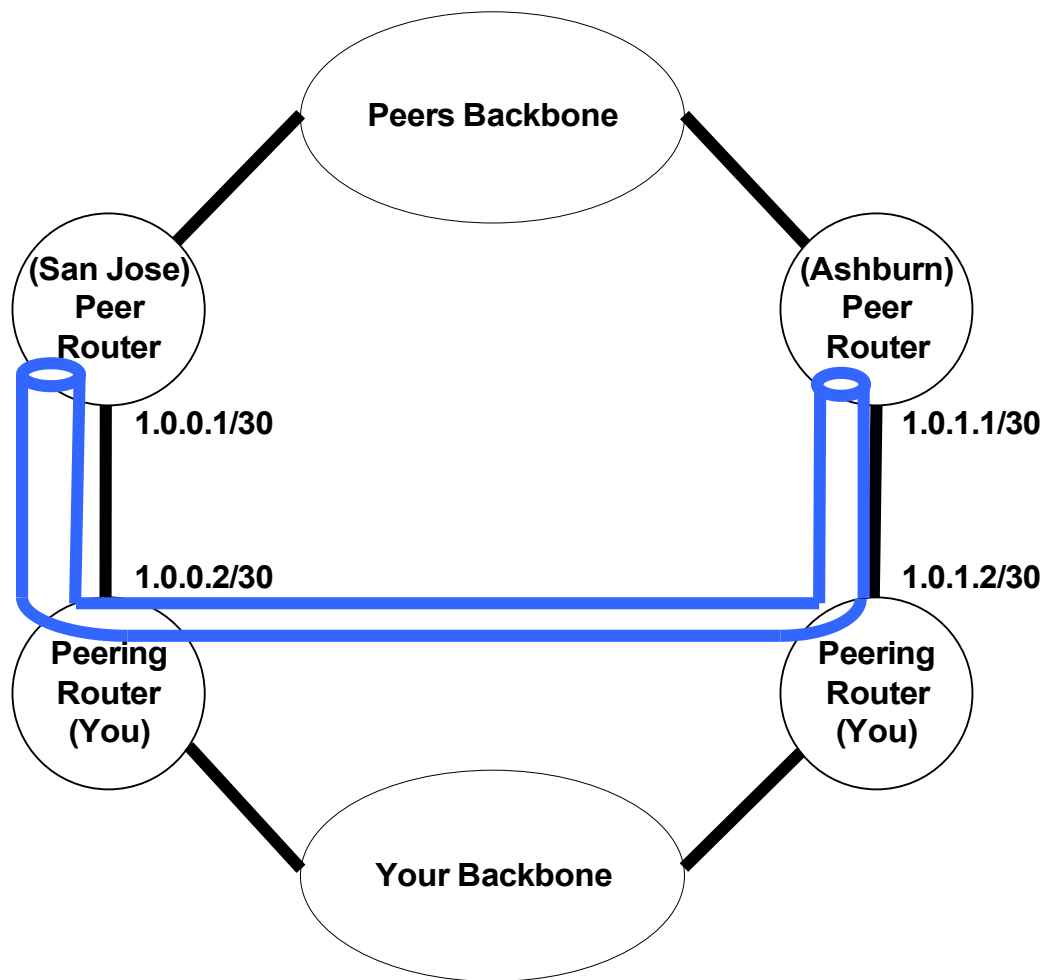 Peers Backbone
(San Jose)
Peer
Router
(Ashburn)
Peer
Router
1.0.0.1/30
1.0.1.1/30
1.0.0.2/30
1.0.1.2/30
Peering
Router
(You)
Peering
Router
(You)
Your Backbone